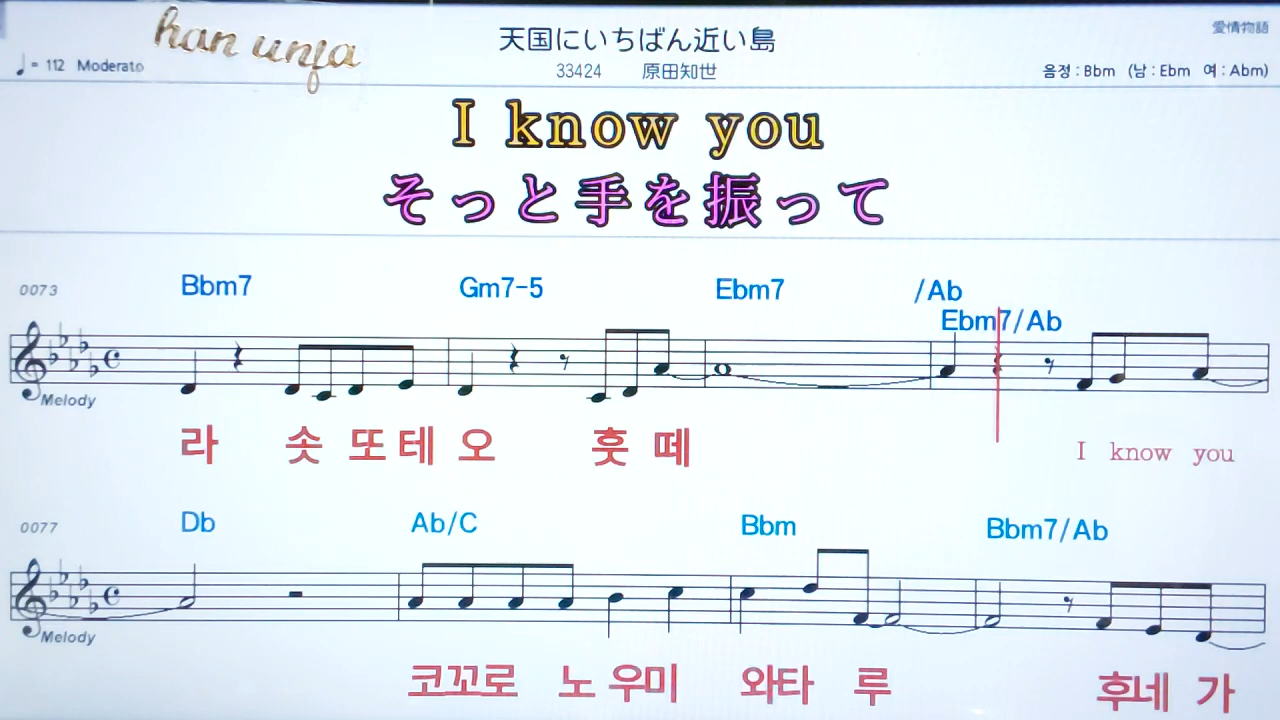 han unja
天国にいちばん近い島
愛情物語
♩= 112 Moderato
33424 原田知世
음정 : Bbm (남 : Ebm 여 : Abm)
I know you
そっと手を振って
0073 Bbm7 Gm7-5 Ebm7 /Ab
Ebm7/Ab
Melody
라 솟 또 테 오 훗 떼 I know you
0077 Db Ab/C Bbm Bbm7/Ab
Melody
코꼬로 노 우미 와타 루 후네 가